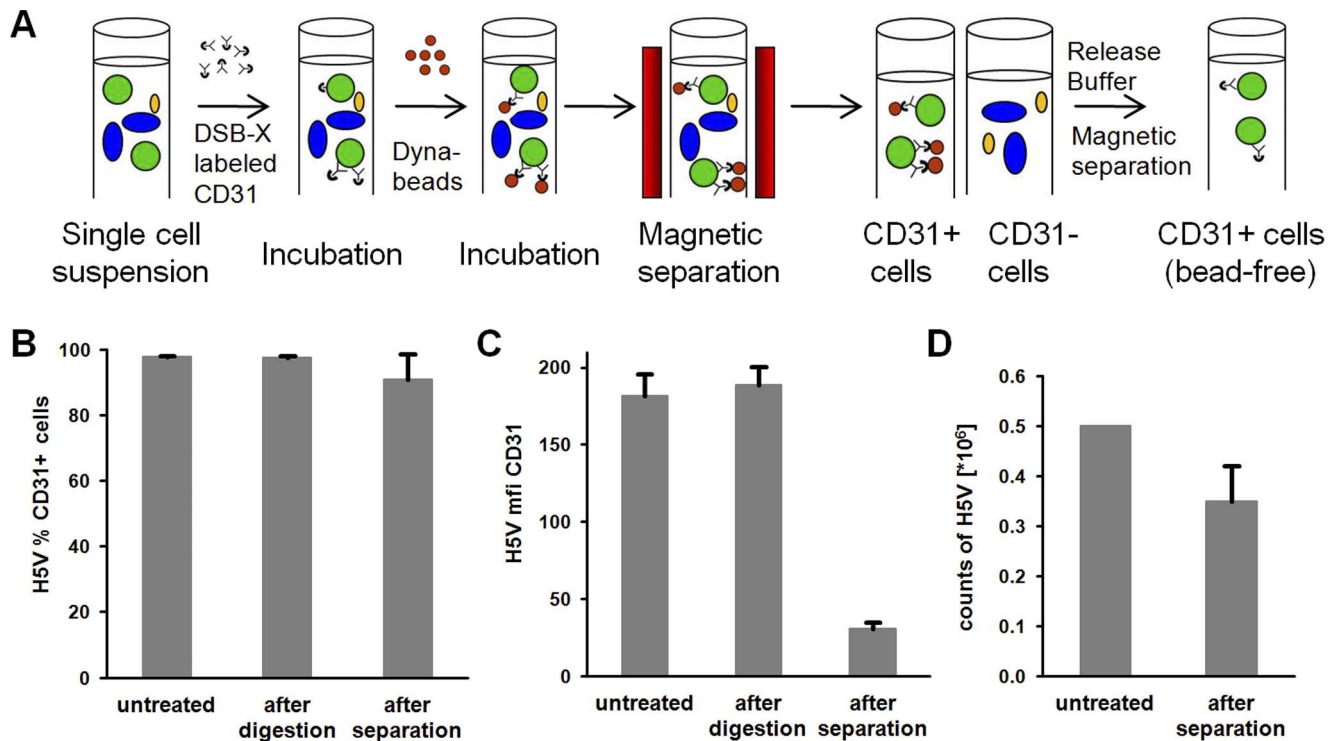 A
DSB-X
labeled
CD31
Dyna-
beads
Release
Buffer
Magnetic
separation
Single cell
suspension
Incubation
Incubation
Magnetic
separation
CD31+
cells
CD31-
cells
CD31+ cells
(bead-free)
B
H5V % CD31+ cells
100
80
60
40
20
0
untreated
after
digestion
after
separation
C
H5V mfi CD31
200
150
100
50
0
untreated
after
digestion
after
separation
D
counts of H5V [*10⁶]
0.6
0.5
0.4
0.3
0.2
0.1
0.0
untreated
after
separation